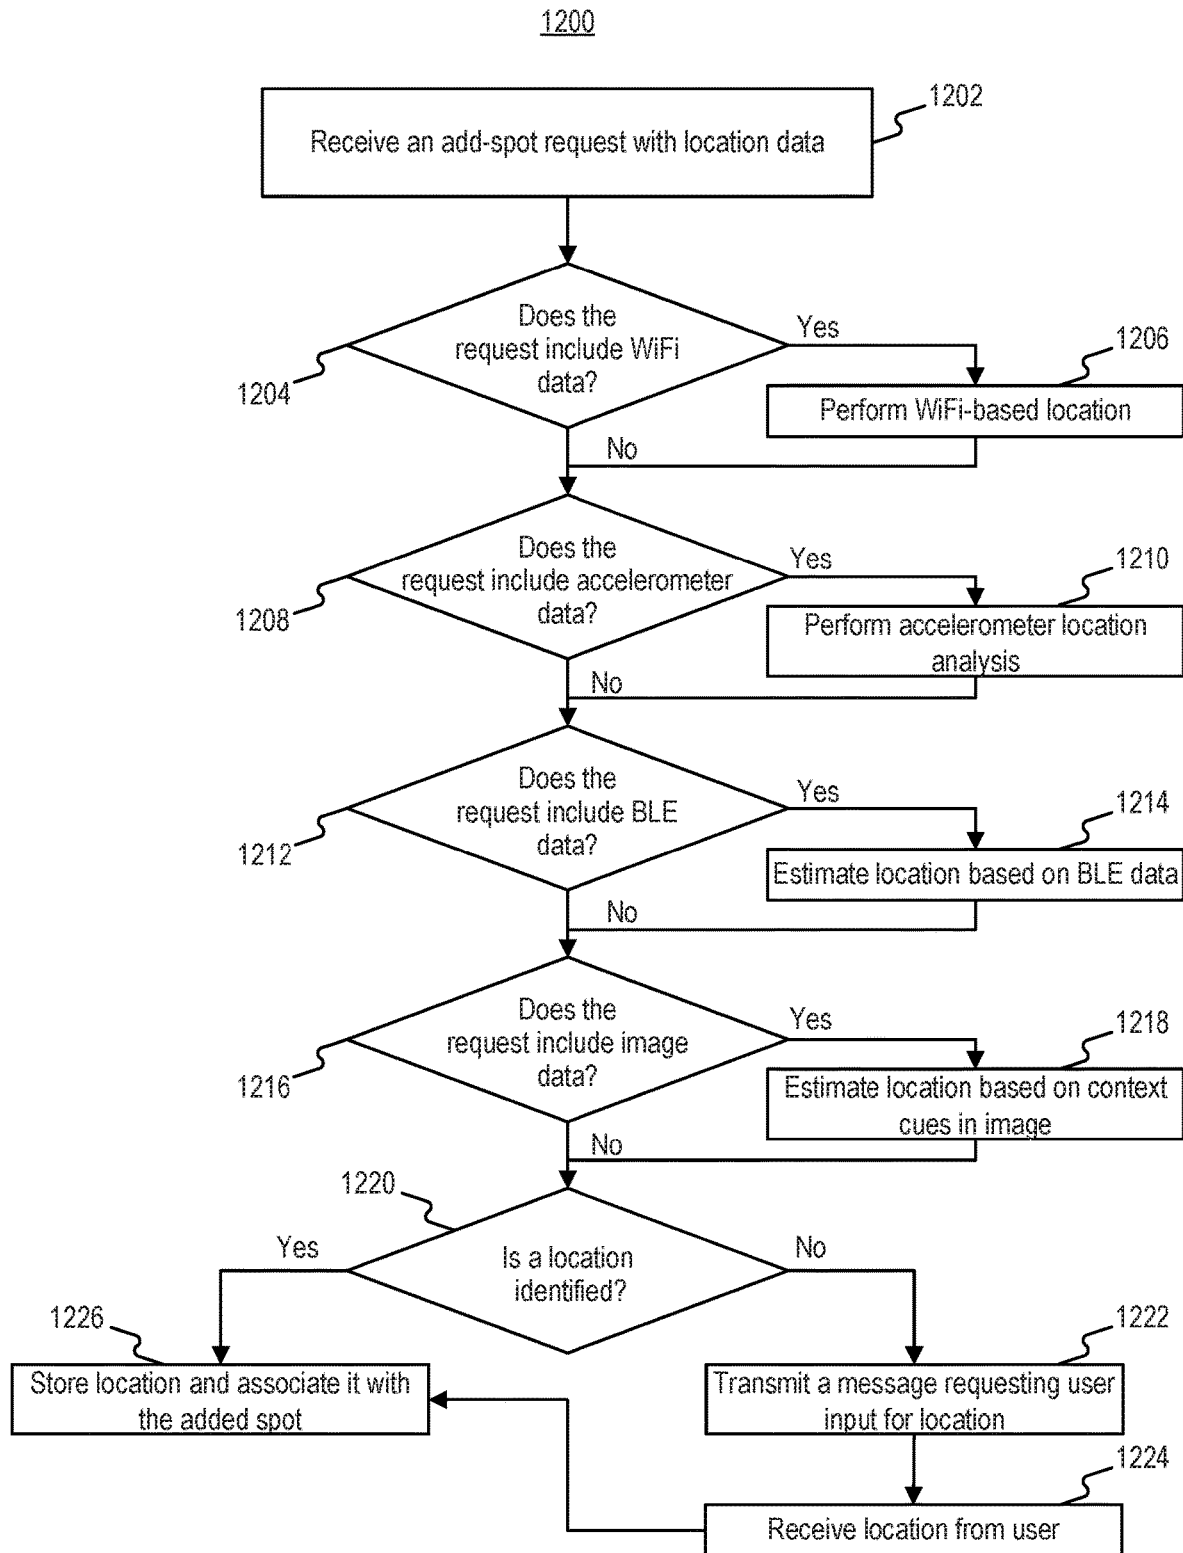 1200
1202
Receive an add-spot request with location data
Does the
request include WiFi
data?
Yes
1204
1206
Perform WiFi-based location
No
Does the
request include accelerometer
data?
Yes
1208
1210
Perform accelerometer location
analysis
No
Does the
request include BLE
data?
Yes
1212
1214
Estimate location based on BLE data
No
Does the
request include image
data?
Yes
1216
1218
Estimate location based on context
cues in image
No
1220
Is a location
identified?
Yes
No
1226
1222
Store location and associate it with
the added spot
Transmit a message requesting user
input for location
1224
Receive location from user